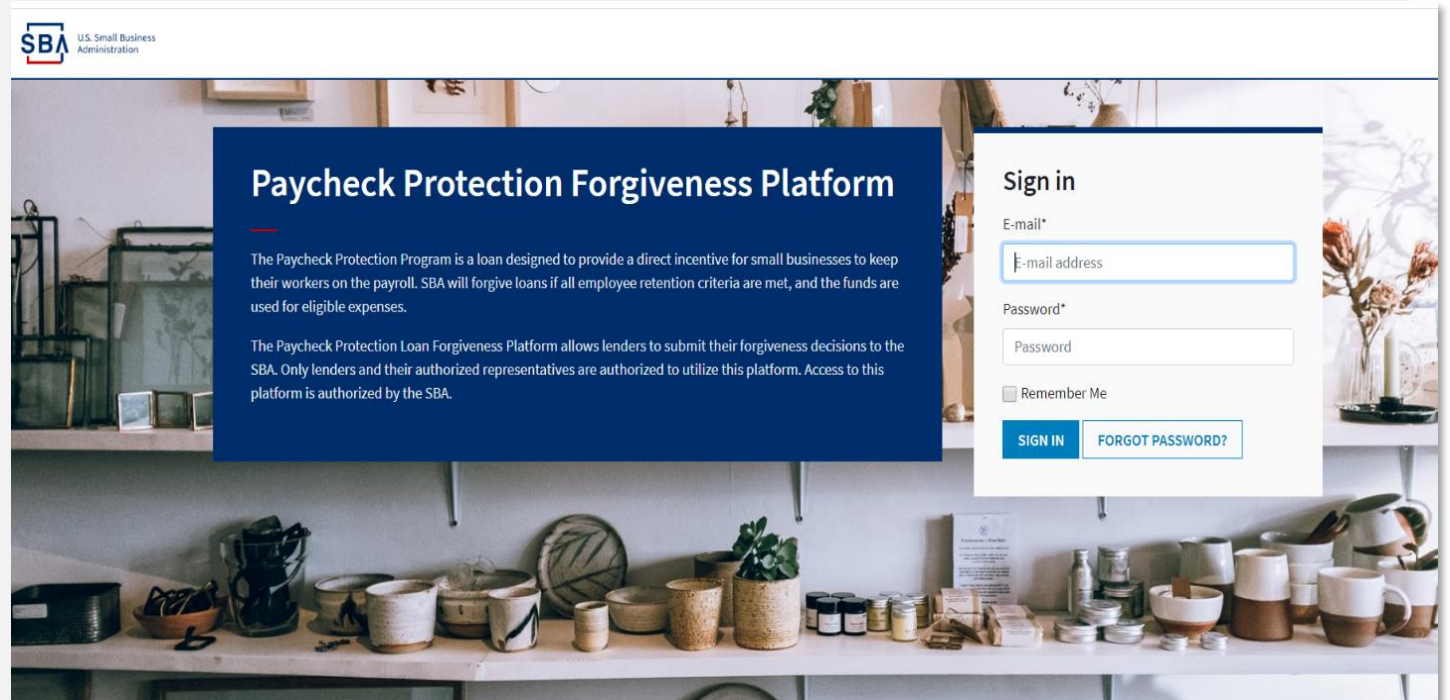 SBA
U.S. Small Business
Administration
Paycheck Protection Forgiveness Platform
The Paycheck Protection Program is a loan designed to provide a direct incentive for small businesses to keep
their workers on the payroll. SBA will forgive loans if all employee retention criteria are met, and the funds are
used for eligible expenses.
The Paycheck Protection Loan Forgiveness Platform allows lenders to submit their forgiveness decisions to the
SBA. Only lenders and their authorized representatives are authorized to utilize this platform. Access to this
platform is authorized by the SBA.
Sign in
E-mail*
E-mail address
Password*
Password
Remember Me
SIGN IN FORGOT PASSWORD?